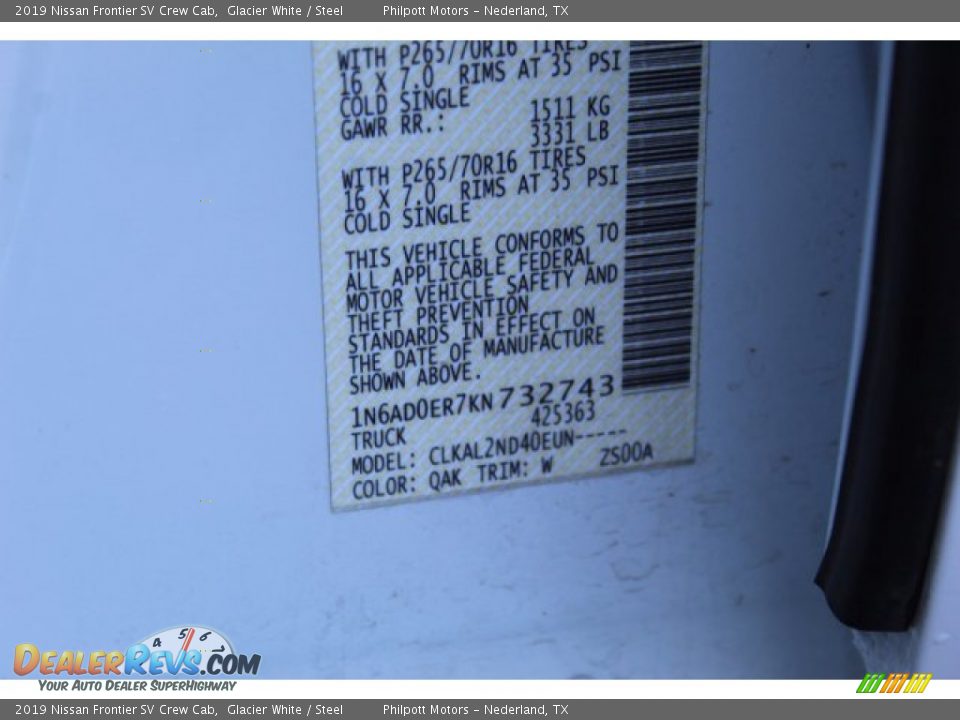 2019 Nissan Frontier SV Crew Cab, Glacier White / Steel Philpott Motors - Nederland, TX
WITH P265/70R16 TIRES
16 X 7.0 RIMS AT 35 PSI
COLD SINGLE
GAWR RR.: 1511 KG
3331 LB
WITH P265/70R16 TIRES
16 X 7.0 RIMS AT 35 PSI
COLD SINGLE
THIS VEHICLE CONFORMS TO
ALL APPLICABLE FEDERAL
MOTOR VEHICLE SAFETY AND
THEFT PREVENTION
STANDARDS IN EFFECT ON
THE DATE OF MANUFACTURE
SHOWN ABOVE.
1N6AD0ER7KN732743
TRUCK 425363
MODEL: CLKAL2ND40EUN-----
COLOR: QAK TRIM: W ZS00A
4 5 6
DEALERREVS.COM
YOUR AUTO DEALER SUPERHIGHWAY
2019 Nissan Frontier SV Crew Cab, Glacier White / Steel Philpott Motors - Nederland, TX